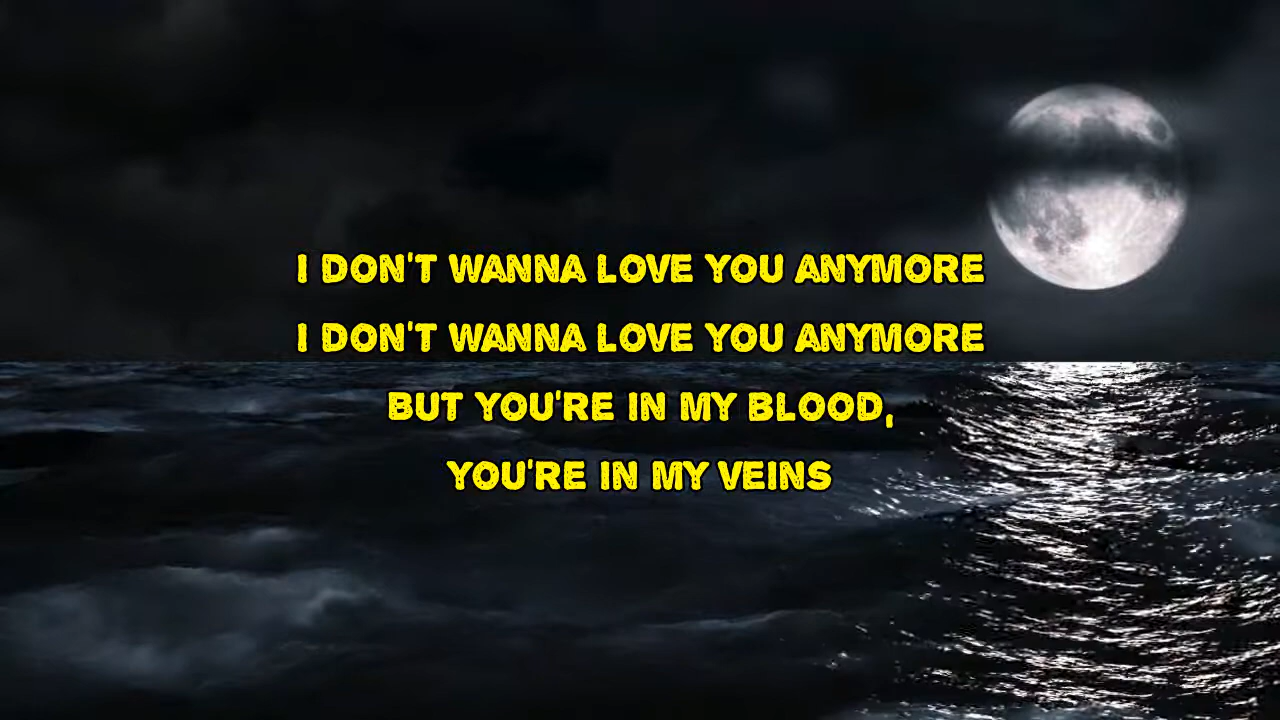 I DON'T WANNA LOVE YOU ANYMORE
I DON'T WANNA LOVE YOU ANYMORE
BUT YOU'RE IN MY BLOOD,
YOU'RE IN MY VEINS